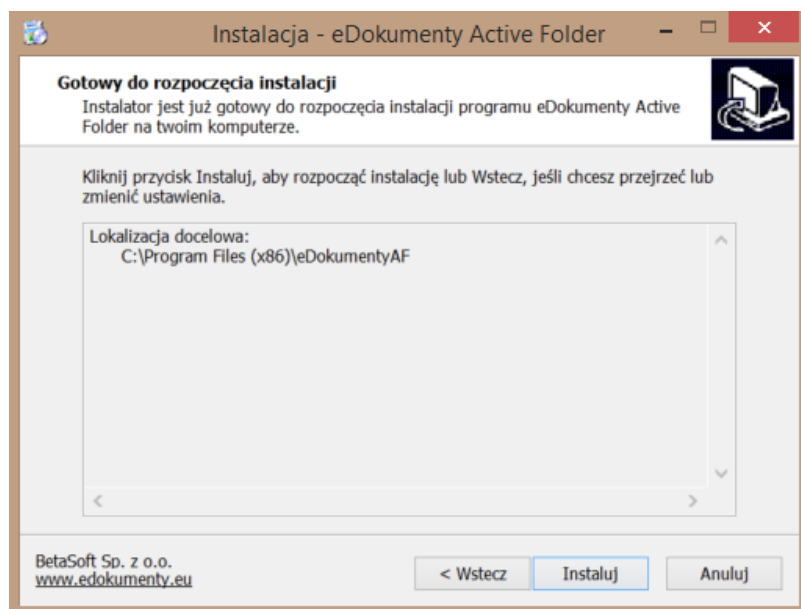 Instalacja - eDokumenty Active Folder
Gotowy do rozpoczęcia instalacji
Instalator jest już gotowy do rozpoczęcia instalacji programu eDokumenty Active
Folder na twoim komputerze.
Kliknij przycisk Instaluj, aby rozpocząć instalację lub Wstecz, jeśli chcesz przejrzeć lub
zmienić ustawienia.
Lokalizacja docelowa:
C:\Program Files (x86)\eDokumentyAF
BetaSoft Sp. z o.o.
www.edokumenty.eu
< Wstecz
Instaluj
Anuluj